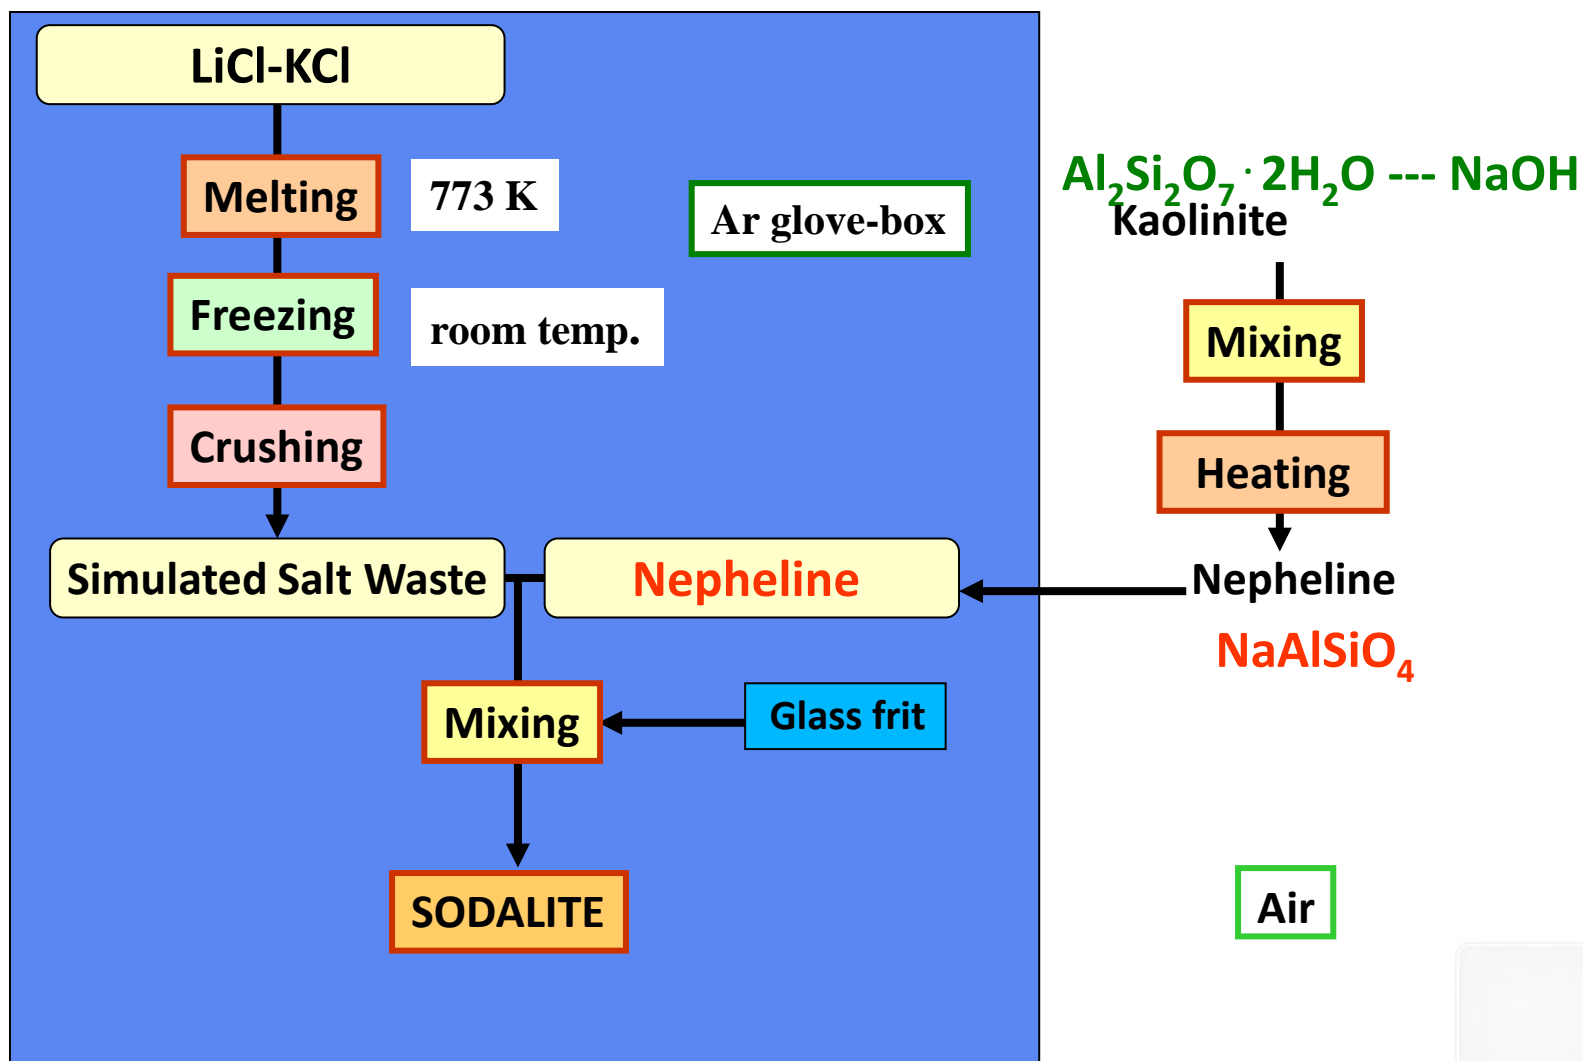 LiCl-KCl
Melting
773 K
Ar glove-box
Freezing
room temp.
Crushing
Simulated Salt Waste
Nepheline
Mixing
Glass frit
SODALITE
Al₂Si₂O₇ · 2H₂O --- NaOH
Kaolinite
Mixing
Heating
Nepheline
NaAlSiO₄
Air